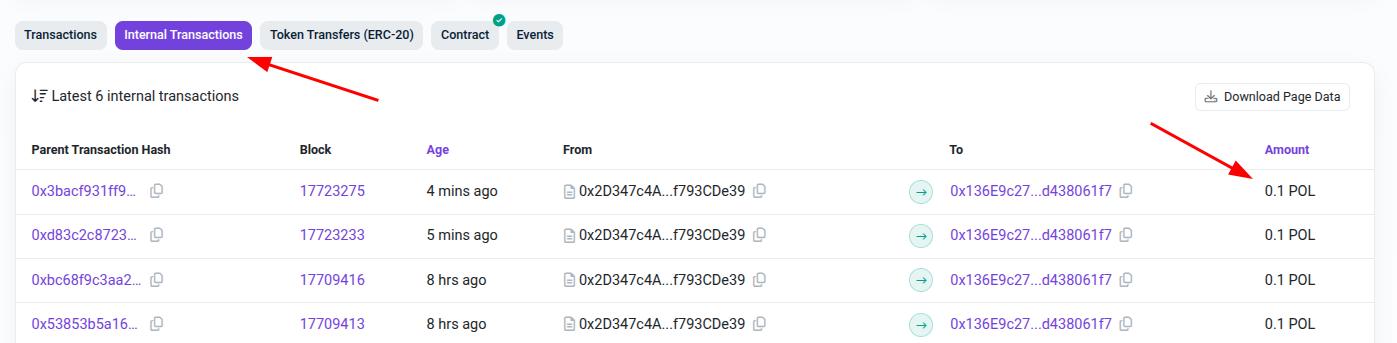 Transactions Internal Transactions Token Transfers (ERC-20) Contract Events
Latest 6 internal transactions Download Page Data
Parent Transaction Hash Block Age From To Amount
0x3bacf931ff9... 17723275 4 mins ago 0x2D347c4A...f793CDe39 0x136E9c27...d438061f7 0.1 POL
0xd83c2c8723... 17723233 5 mins ago 0x2D347c4A...f793CDe39 0x136E9c27...d438061f7 0.1 POL
0xbc68f9c3aa2... 17709416 8 hrs ago 0x2D347c4A...f793CDe39 0x136E9c27...d438061f7 0.1 POL
0x53853b5a16... 17709413 8 hrs ago 0x2D347c4A...f793CDe39 0x136E9c27...d438061f7 0.1 POL